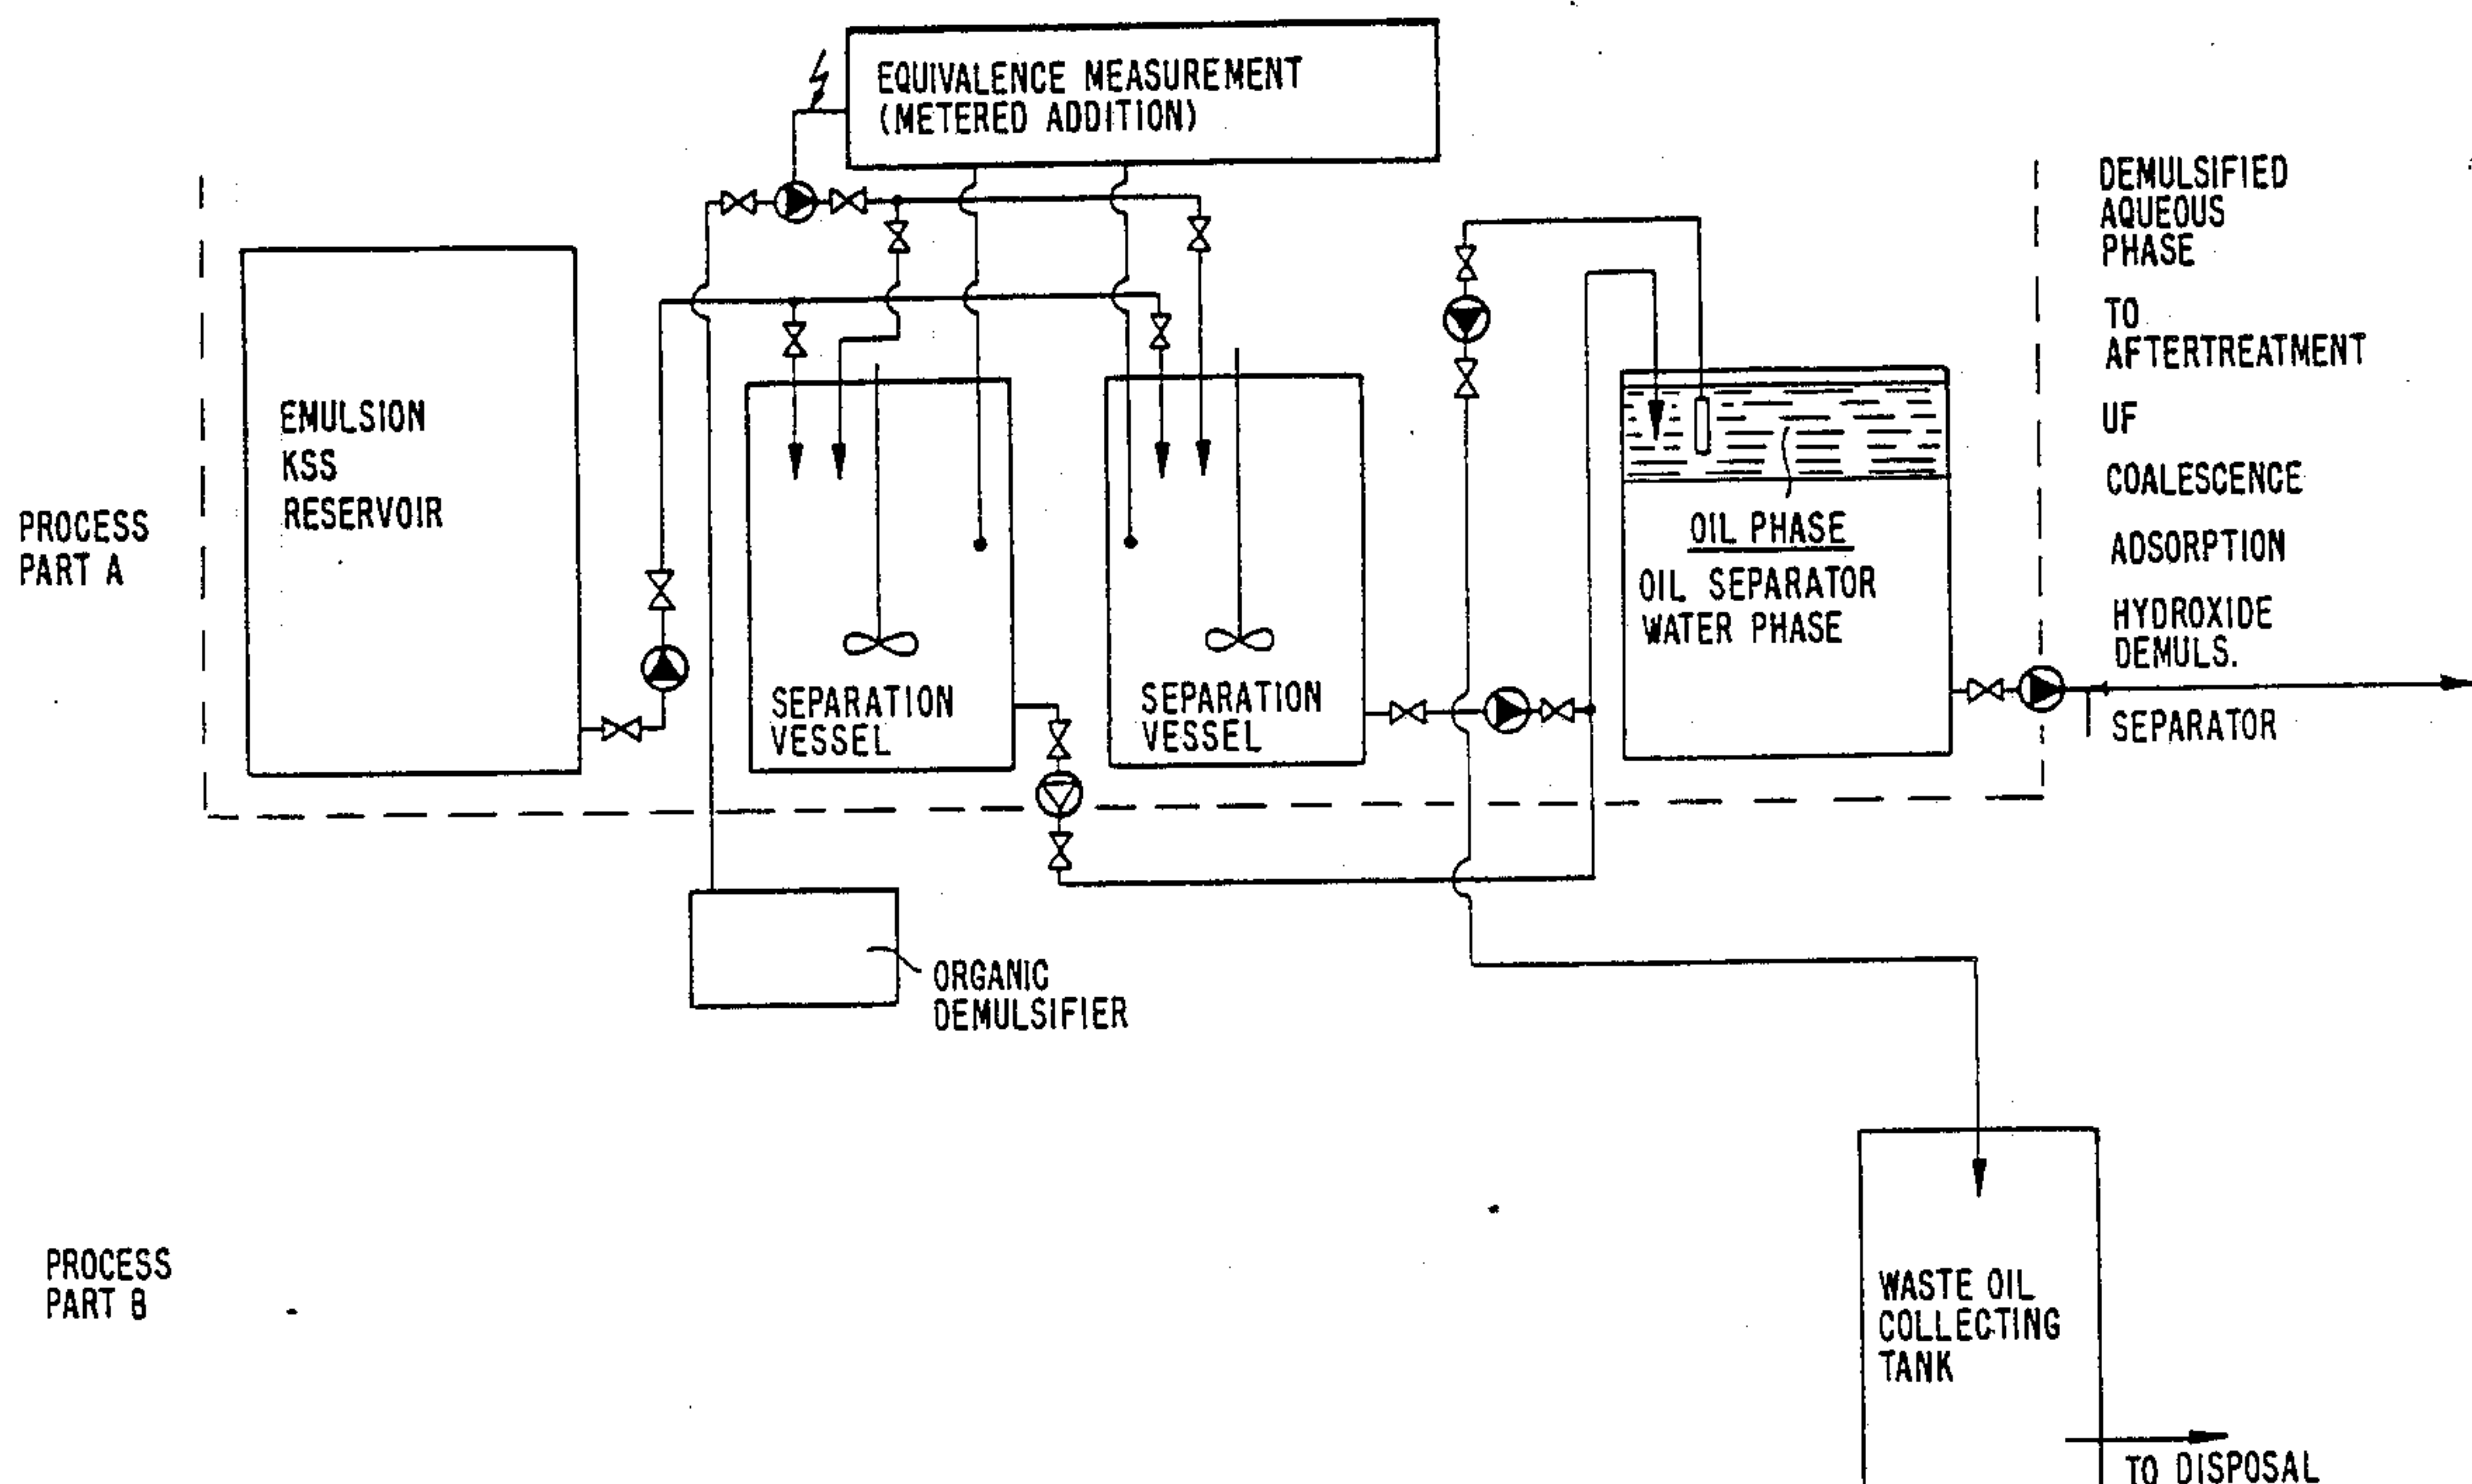 EQUIVALENCE MEASUREMENT
(METERED ADDITION)
DEMULSIFIED
AQUEOUS
PHASE
TO
AFTERTREATMENT
UF
COALESCENCE
ADSORPTION
HYDROXIDE
DEMULS.
SEPARATOR
EMULSION
KSS
RESERVOIR
PROCESS
PART A
SEPARATION
VESSEL
SEPARATION
VESSEL
OIL PHASE
OIL SEPARATOR
WATER PHASE
ORGANIC
DEMULSIFIER
PROCESS
PART B
WASTE OIL
COLLECTING
TANK
TO DISPOSAL